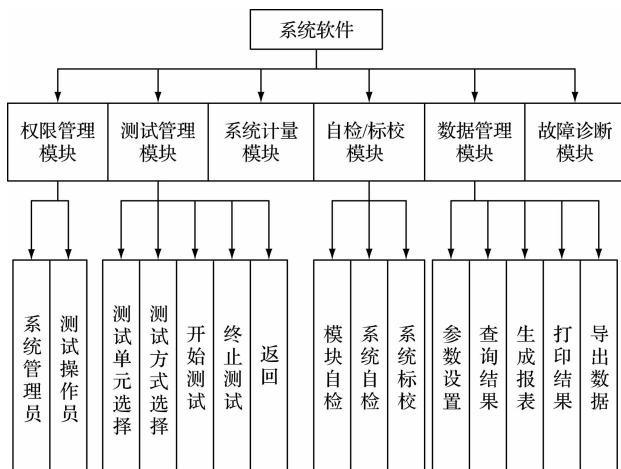 系统软件
权限管理
模块
测试管理
模块
系统计量
模块
自检/标校
模块
数据管理
模块
故障诊断
模块
系统管理员
测试操作员
测试单元选择
测试方式选择
开始测试
终止测试
返回
模块自检
系统自检
系统标校
参数设置
查询结果
生成报表
打印结果
导出数据